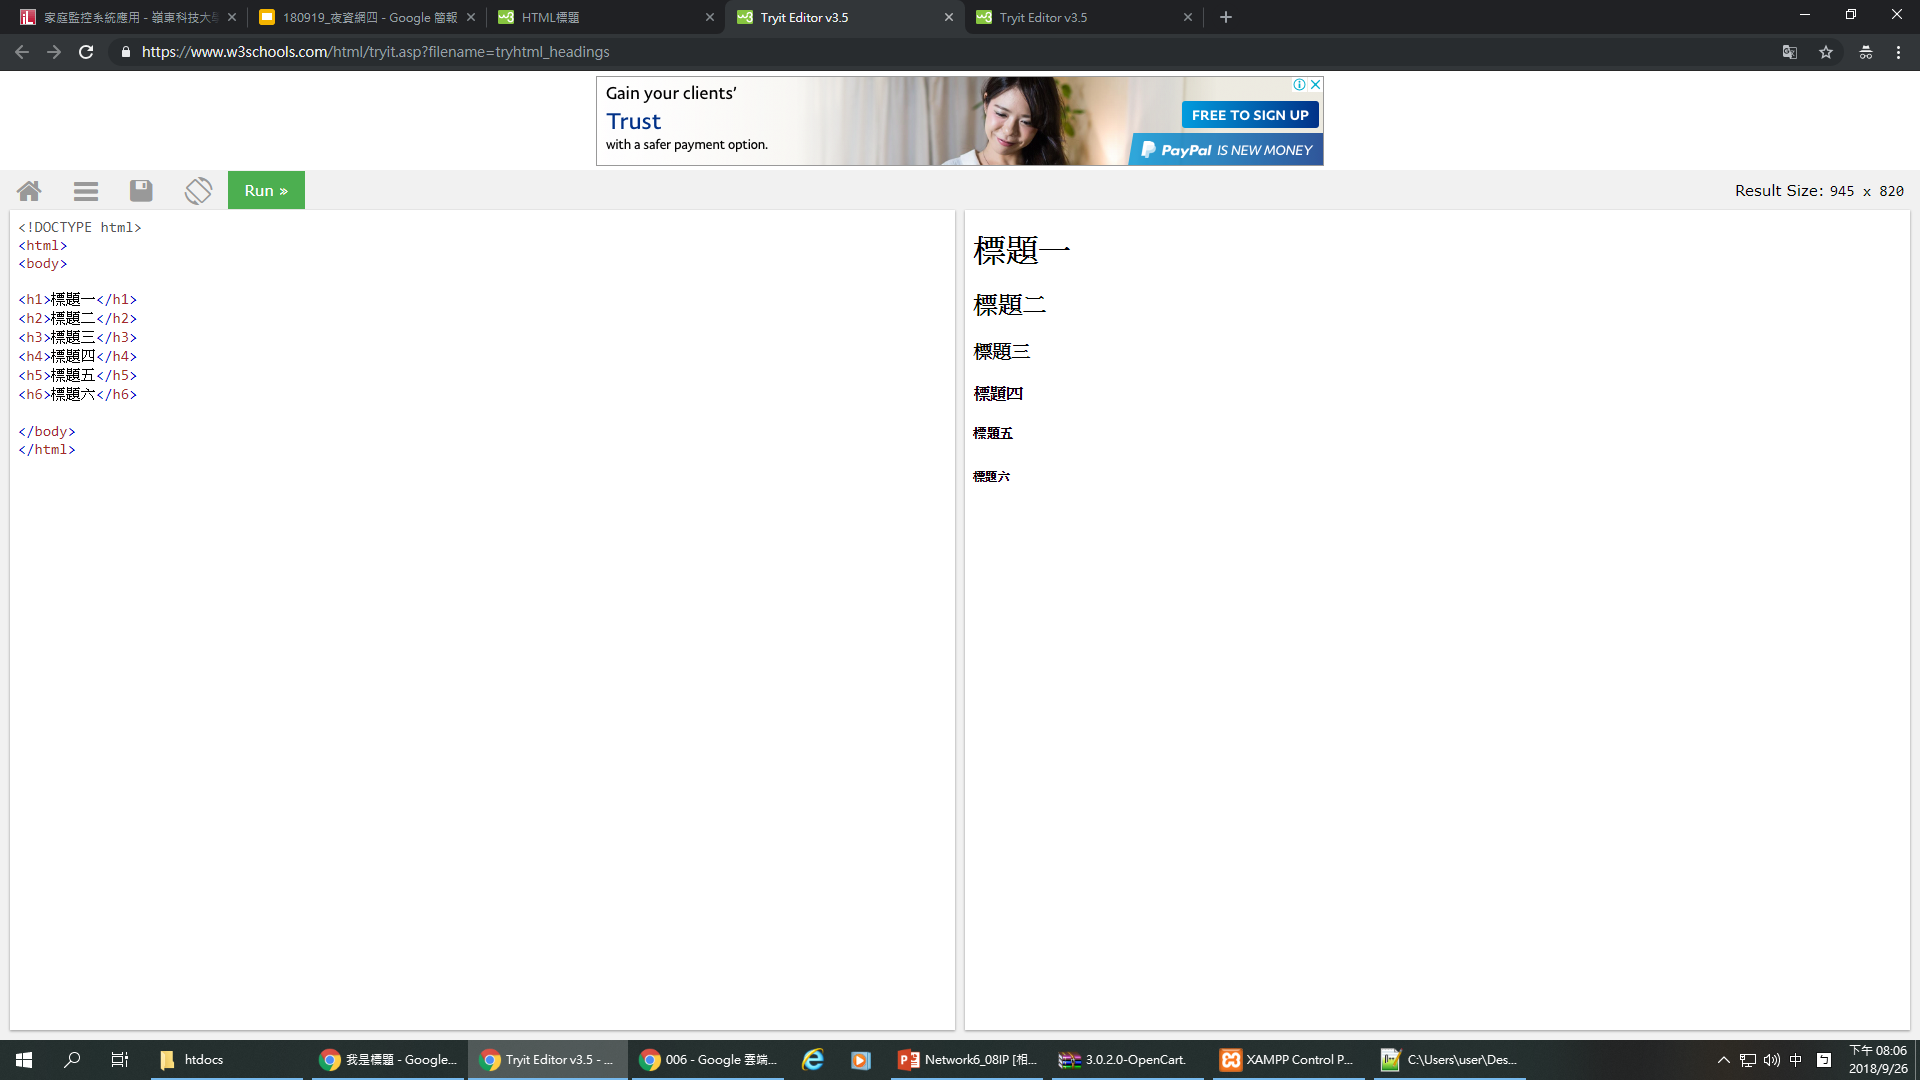 家庭監控系統應用 - 嶺東科技大
180919_夜資網四 - Google 簡報
HTML標題
Tryit Editor v3.5
Tryit Editor v3.5
https://www.w3schools.com/html/tryit.asp?filename=tryhtml_headings
Gain your clients'
Trust
with a safer payment option.
FREE TO SIGN UP
PayPal IS NEW MONEY
Run »
Result Size: 945 x 820
<!DOCTYPE html>
<html>
<body>
<h1>標題一</h1>
<h2>標題二</h2>
<h3>標題三</h3>
<h4>標題四</h4>
<h5>標題五</h5>
<h6>標題六</h6>
</body>
</html>
標題一
標題二
標題三
標題四
標題五
標題六
htdocs
我是標題 - Google...
Tryit Editor v3.5 - ...
006 - Google 雲端...
Network6_08IP [相...
3.0.2.0-OpenCart.
XAMPP Control P...
C:\Users\user\Des...
中
下午 08:06
2018/9/26